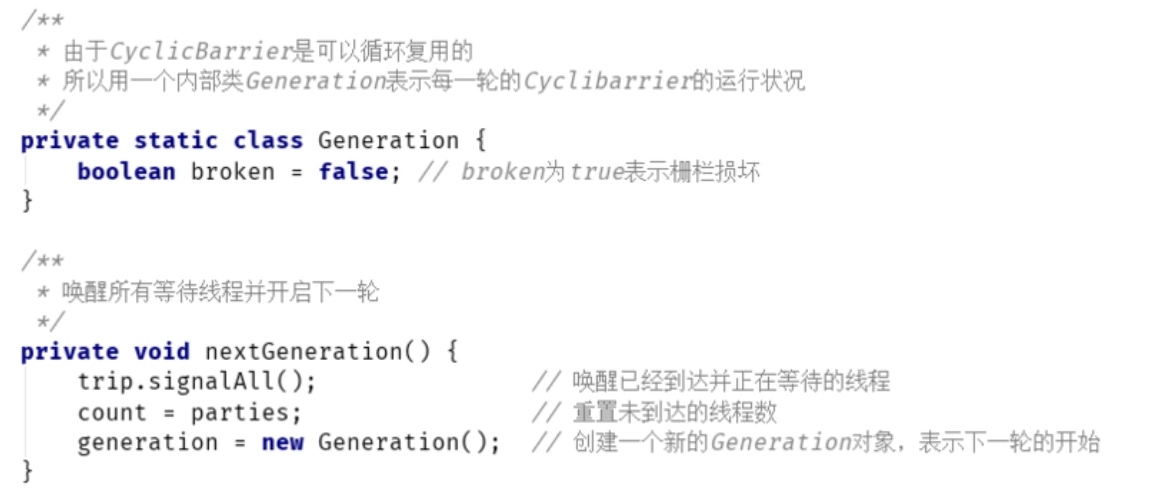 /**
 * 由于CyclicBarrier是可以循环复用的
 * 所以用一个内部类Generation表示每一轮的Cyclibarrier的运行状况
 */
private static class Generation {
    boolean broken = false; // broken为true表示栅栏损坏
}

/**
 * 唤醒所有等待线程并开启下一轮
 */
private void nextGeneration() {
    trip.signalAll();              // 唤醒已经到达并正在等待的线程
    count = parties;               // 重置未到达的线程数
    generation = new Generation();  // 创建一个新的Generation对象，表示下一轮的开始
}